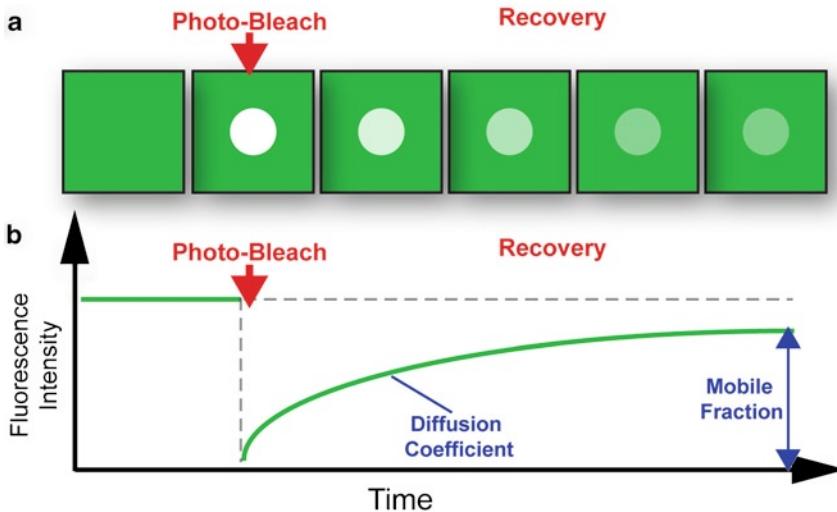 a
Photo-Bleach
Recovery
b
Photo-Bleach
Recovery
Fluorescence
Intensity
Diffusion
Coefficient
Mobile
Fraction
Time